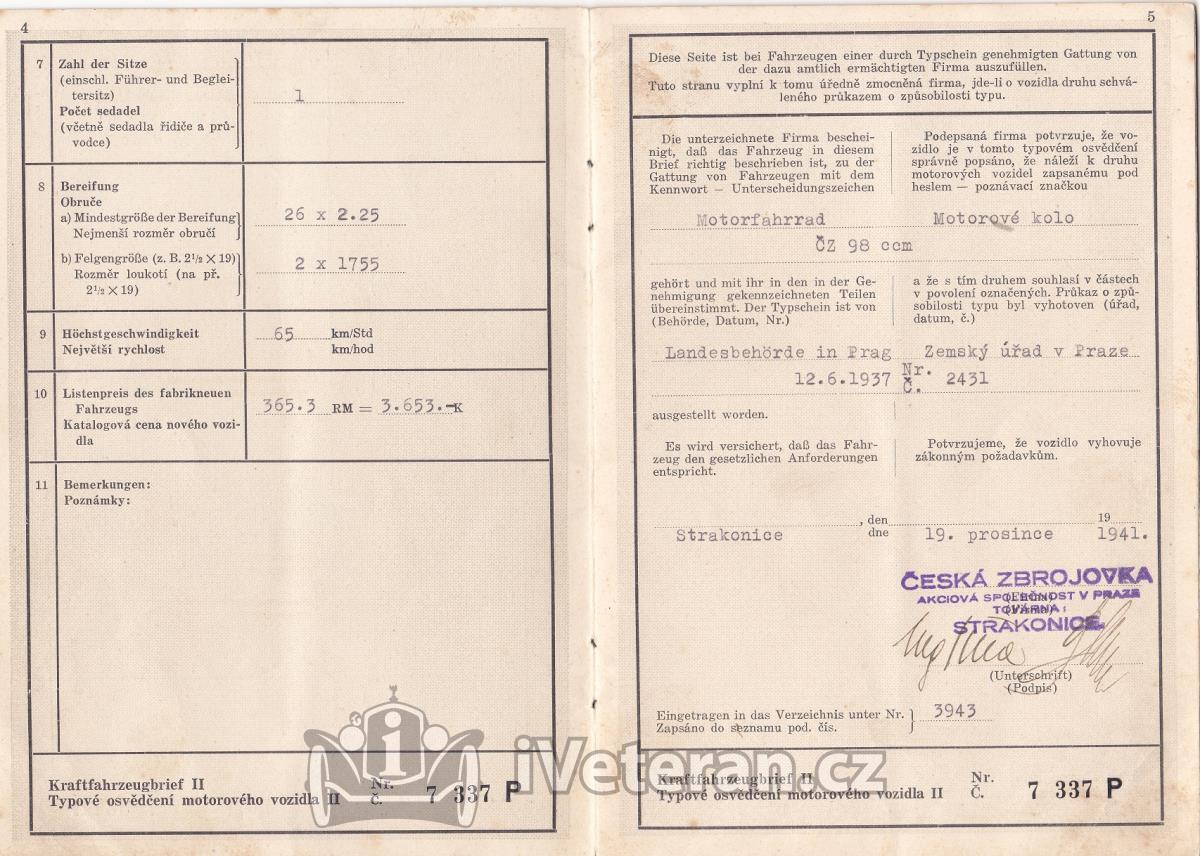 4
7 Zahl der Sitze
(einschl. Führer- und Beglei-
tersitz)
Počet sedadel
(včetně sedadla řidiče a prů-
vodce)
1
8 Bereifung
Obruče
a) Mindestgröße der Bereifung
Nejmenší rozměr obručí
26 x 2.25
b) Felgengröße (z. B. 2½ × 19)
Rozměr loukotí (na př.
2½ × 19)
2 x 1755
9 Höchstgeschwindigkeit
Největší rychlost
65 km/Std
km/hod
10 Listenpreis des fabrikneuen
Fahrzeugs
Katalogová cena nového vozi-
dla
365.3 RM = 3.653.-K
11 Bemerkungen:
Poznámky:
Kraftfahrzeugbrief II
Typové osvědčení motorového vozidla II
Nr.
Č. 7 337 P
5
Diese Seite ist bei Fahrzeugen einer durch Typschein genehmigten Gattung von
der dazu amtlich ermächtigten Firma auszufüllen.
Tuto stranu vyplní k tomu úředně zmocněná firma, jde-li o vozidla druhu schvá-
leného průkazem o způsobilosti typu.
Die unterzeichnete Firma beschei-
nigt, daß das Fahrzeug in diesem
Brief richtig beschrieben ist, zu der
Gattung von Fahrzeugen mit dem
Kennwort – Unterscheidungszeichen
Podepsaná firma potvrzuje, že vo-
zidlo je v tomto typovém osvědčení
správně popsáno, že náleží k druhu
motorových vozidel zapsanému pod
heslem — poznávací značkou
Motorfahrrad Motorové kolo
ČZ 98 ccm
gehört und mit ihr in den in der Ge-
nehmigung gekennzeichneten Teilen
übereinstimmt. Der Typschein ist von
(Behörde, Datum, Nr.)
a že s tím druhem souhlasí v částech
v povolení označených. Průkaz o způ-
sobilosti typu byl vyhotoven (úřad,
datum, č.)
Landesbehörde in Prag Zemský úřad v Praze
12.6.1937 Nr. Č. 2431
ausgestellt worden.
Es wird versichert, daß das Fahr-
zeug den gesetzlichen Anforderungen
entspricht.
Potvrzujeme, že vozidlo vyhovuje
zákonným požadavkům.
, den 19
Strakonice dne 19. prosince 1941.
ČESKÁ ZBROJOVKA
AKCIOVÁ SPOLEČNOST V PRAZE
(Firma)
TOVÁRNA:
(Firma)
STRAKONICE
(Unterschrift)
(Podpis)
Eingetragen in das Verzeichnis unter Nr.
Zapsáno do seznamu pod. čís.
3943
Kraftfahrzeugbrief II
Typové osvědčení motorového vozidla II
Nr.
Č. 7 337 P
i iVeteran.cz